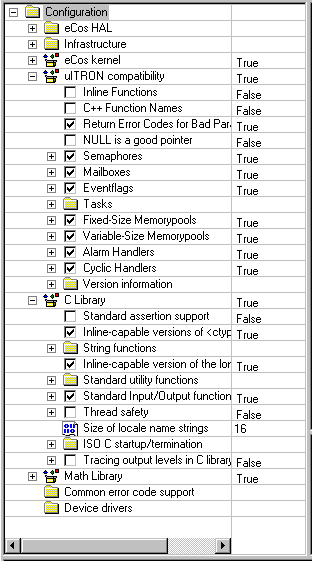 Configuration
eCos HAL
Infrastructure
eCos kernel True
uITRON compatibility True
Inline Functions False
C++ Function Names False
Return Error Codes for Bad Par True
NULL is a good pointer False
Semaphores True
Mailboxes True
Eventflags True
Tasks
Fixed-Size Memorypools True
Variable-Size Memorypools True
Alarm Handlers True
Cyclic Handlers True
Version information
C Library True
Standard assertion support False
Inline-capable versions of <ctyp True
String functions
Inline-capable version of the lor True
Standard utility functions
Standard Input/Output function True
Thread safety False
Size of locale name strings 16
ISO C startup/termination
Tracing output levels in C library False
Math Library True
Common error code support
Device drivers